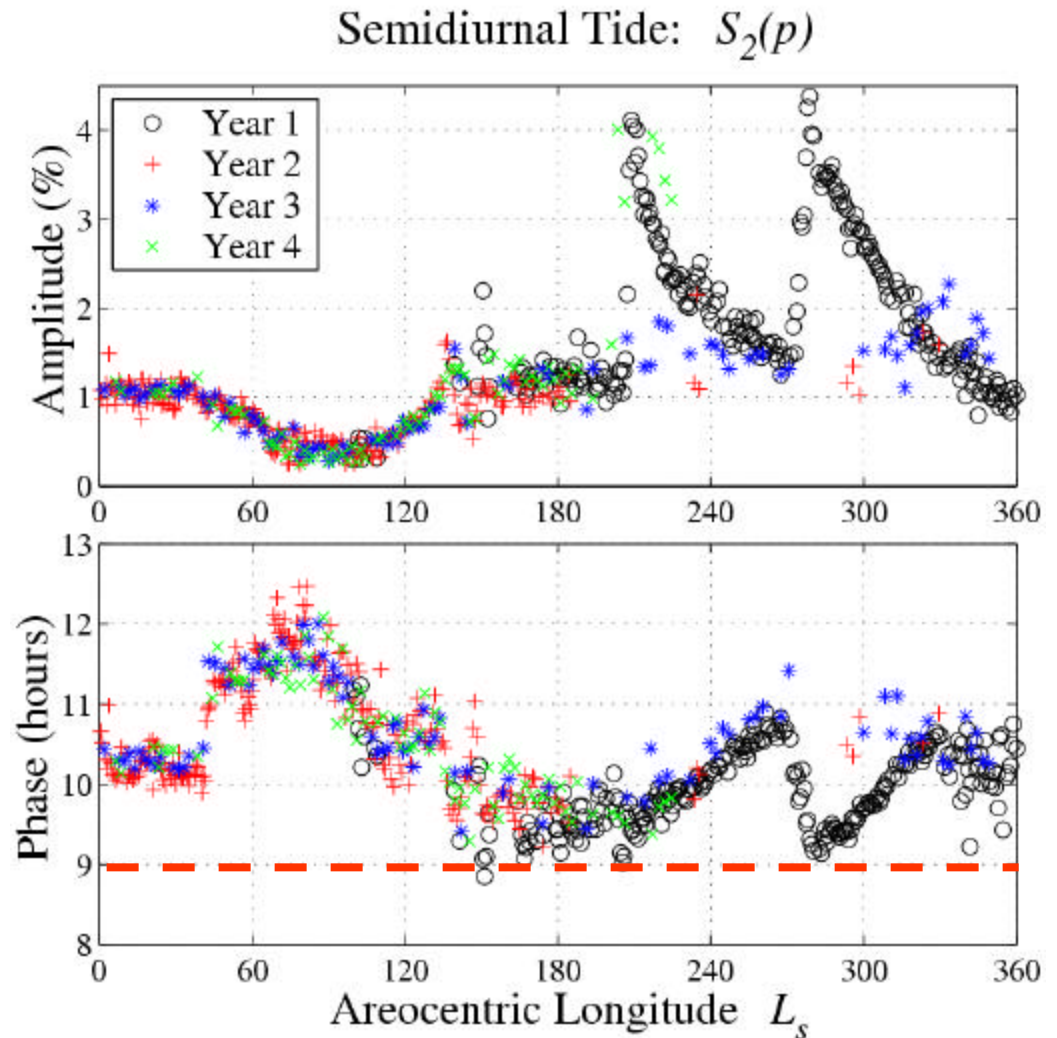 Semidiurnal Tide: S₂(p)
Amplitude (%)
4
3
2
1
0
Year 1
Year 2
Year 3
Year 4
0 60 120 180 240 300 360
Phase (hours)
13
12
11
10
9
8
0 60 120 180 240 300 360
Areocentric Longitude Lₛ